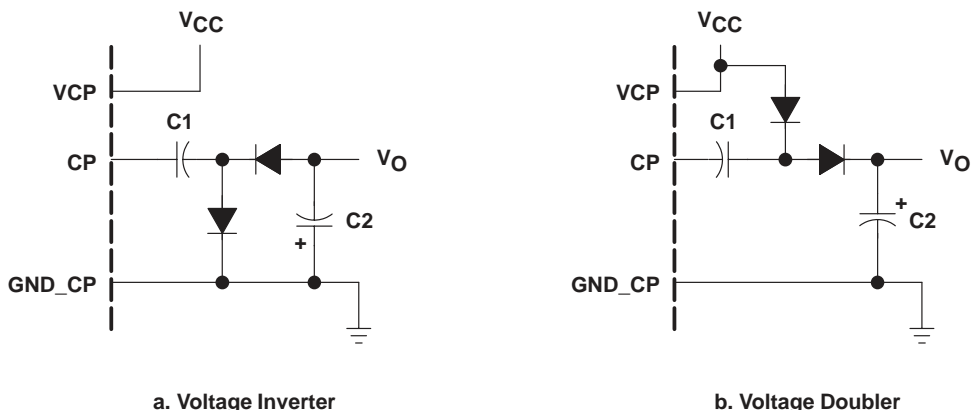 VCC
VCP
C1
CP
VO
C2
+
GND_CP
a. Voltage Inverter
VCC
VCP
C1
CP
VO
+
C2
GND_CP
b. Voltage Doubler